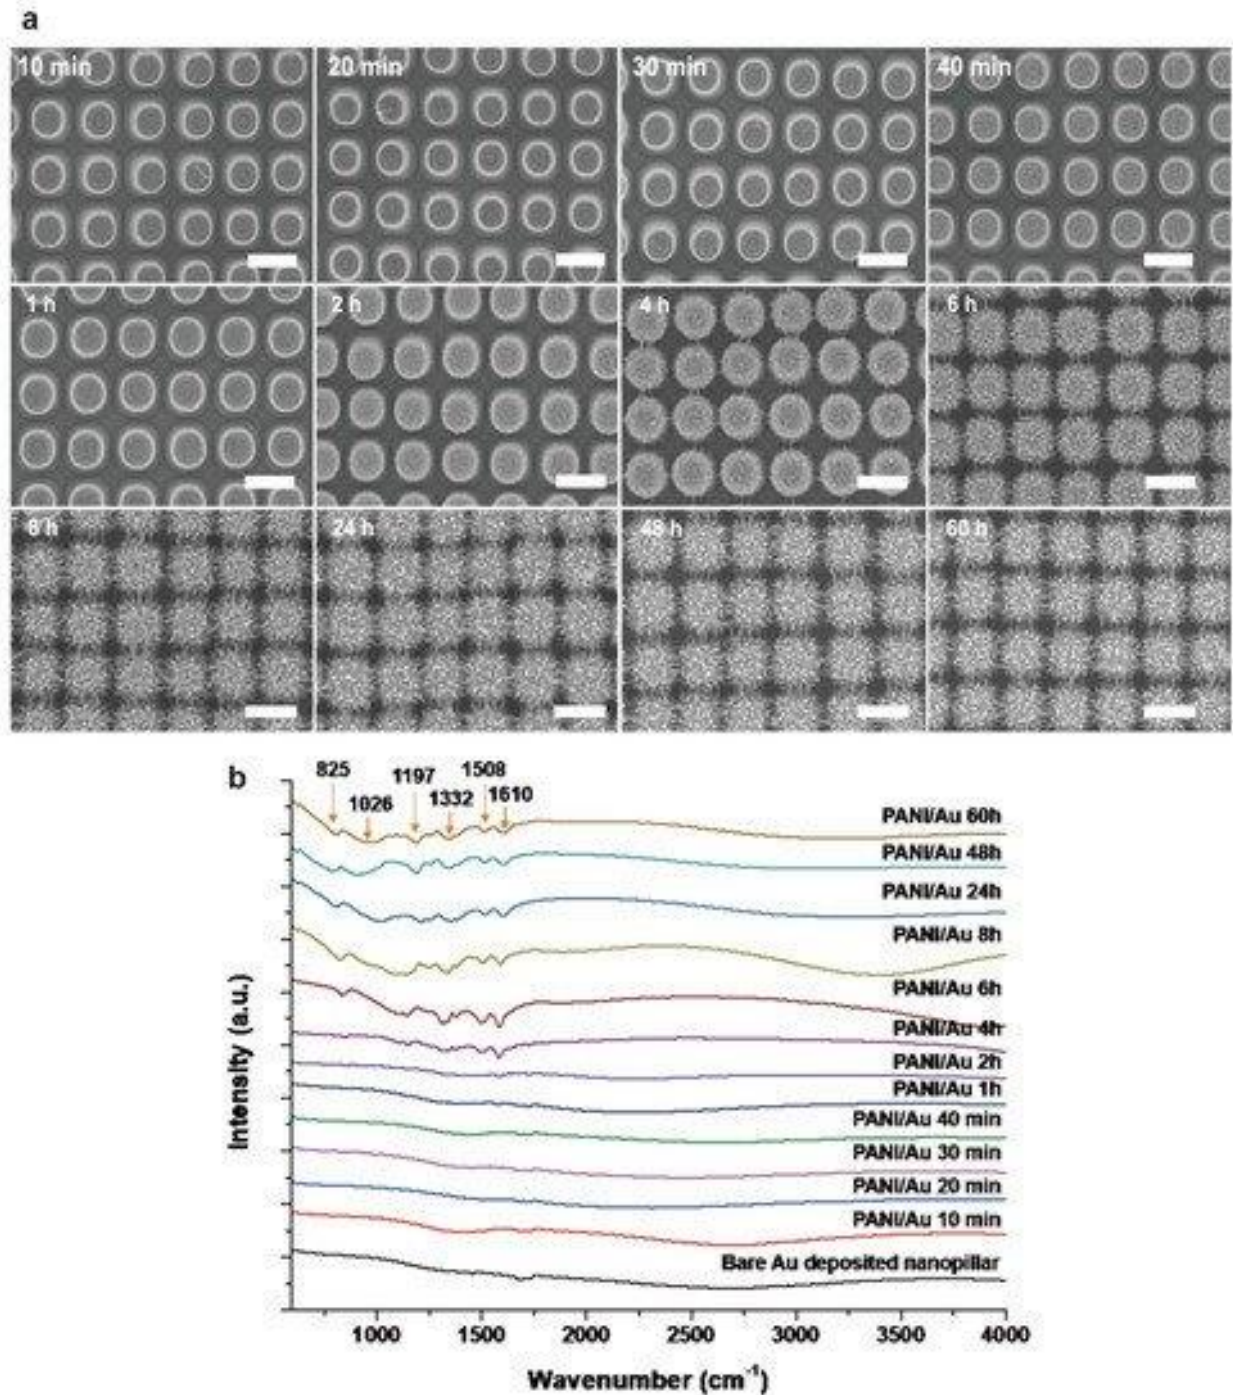 a
10 min 20 min 30 min 40 min
1 h 2 h 4 h 6 h
8 h 24 h 48 h 60 h
b
825 1026 1197 1332 1508 1610
PANI/Au 60h
PANI/Au 48h
PANI/Au 24h
PANI/Au 8h
PANI/Au 6h
PANI/Au 4h
PANI/Au 2h
PANI/Au 1h
PANI/Au 40 min
PANI/Au 30 min
PANI/Au 20 min
PANI/Au 10 min
Bare Au deposited nanopillar
Intensity (a.u.)
1000 1500 2000 2500 3000 3500 4000
Wavenumber (cm⁻¹)